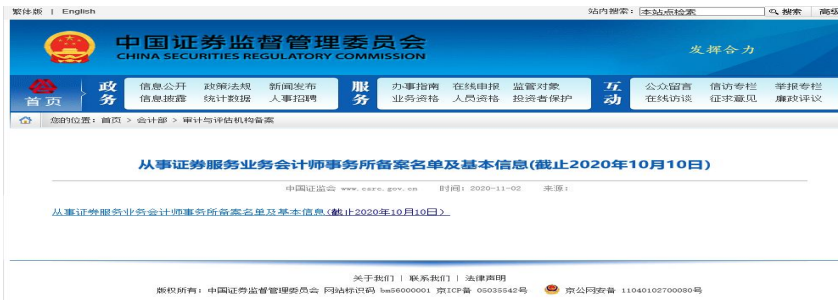 繁体版 | English 站内搜索: 本站点检索 搜索 高级
中国证券监督管理委员会
CHINA SECURITIES REGULATORY COMMISSION
发挥合力
首页
政务
信息公开 政策法规 新闻发布
信息披露 统计数据 人事招聘
服务
办事指南 在线申报 监管对象
业务资格 人员资格 投资者保护
互动
公众留言 信访专栏 举报专栏
在线访谈 征求意见 廉政评议
您的位置: 首页 > 会计部 > 审计与评估机构备案
从事证券服务业务会计师事务所备案名单及基本信息(截止2020年10月10日)
中国证监会 www.csrc.gov.cn 时间: 2020-11-02 来源:
从事证券服务业务会计师事务所备案名单及基本信息(截止2020年10月10日)
关于我们 | 联系我们 | 法律声明
版权所有: 中国证券监督管理委员会 网站标识码 bm56000001 京ICP备 05035542号 京公网安备 11040102700080号